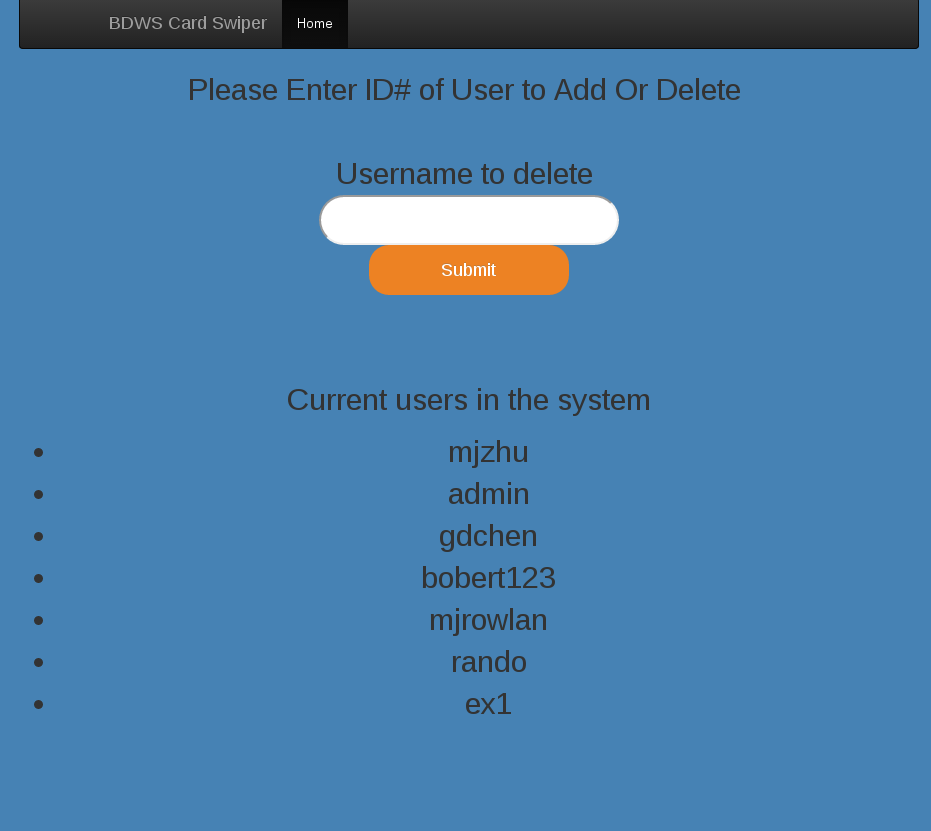 BDWS Card Swiper Home
Please Enter ID# of User to Add Or Delete
Username to delete
Submit
Current users in the system
mjzhu
admin
gdchen
bobert123
mjrowlan
rando
ex1